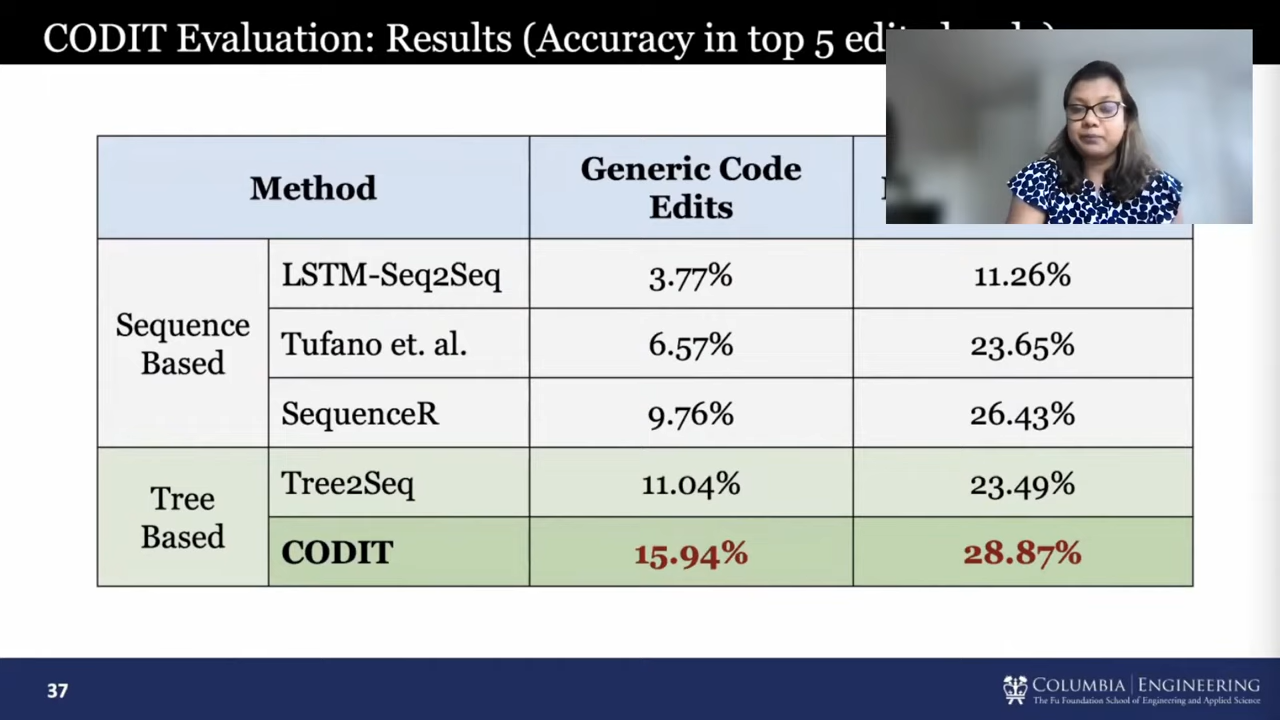 CODIT Evaluation: Results (Accuracy in top 5
Method
Generic Code
Edits
Sequence
Based
LSTM-Seq2Seq
3.77%
11.26%
Tufano et. al.
6.57%
23.65%
SequenceR
9.76%
26.43%
Tree
Based
Tree2Seq
11.04%
23.49%
CODIT
15.94%
28.87%
37
COLUMBIA | ENGINEERING
The Fu Foundation School of Engineering and Applied Science